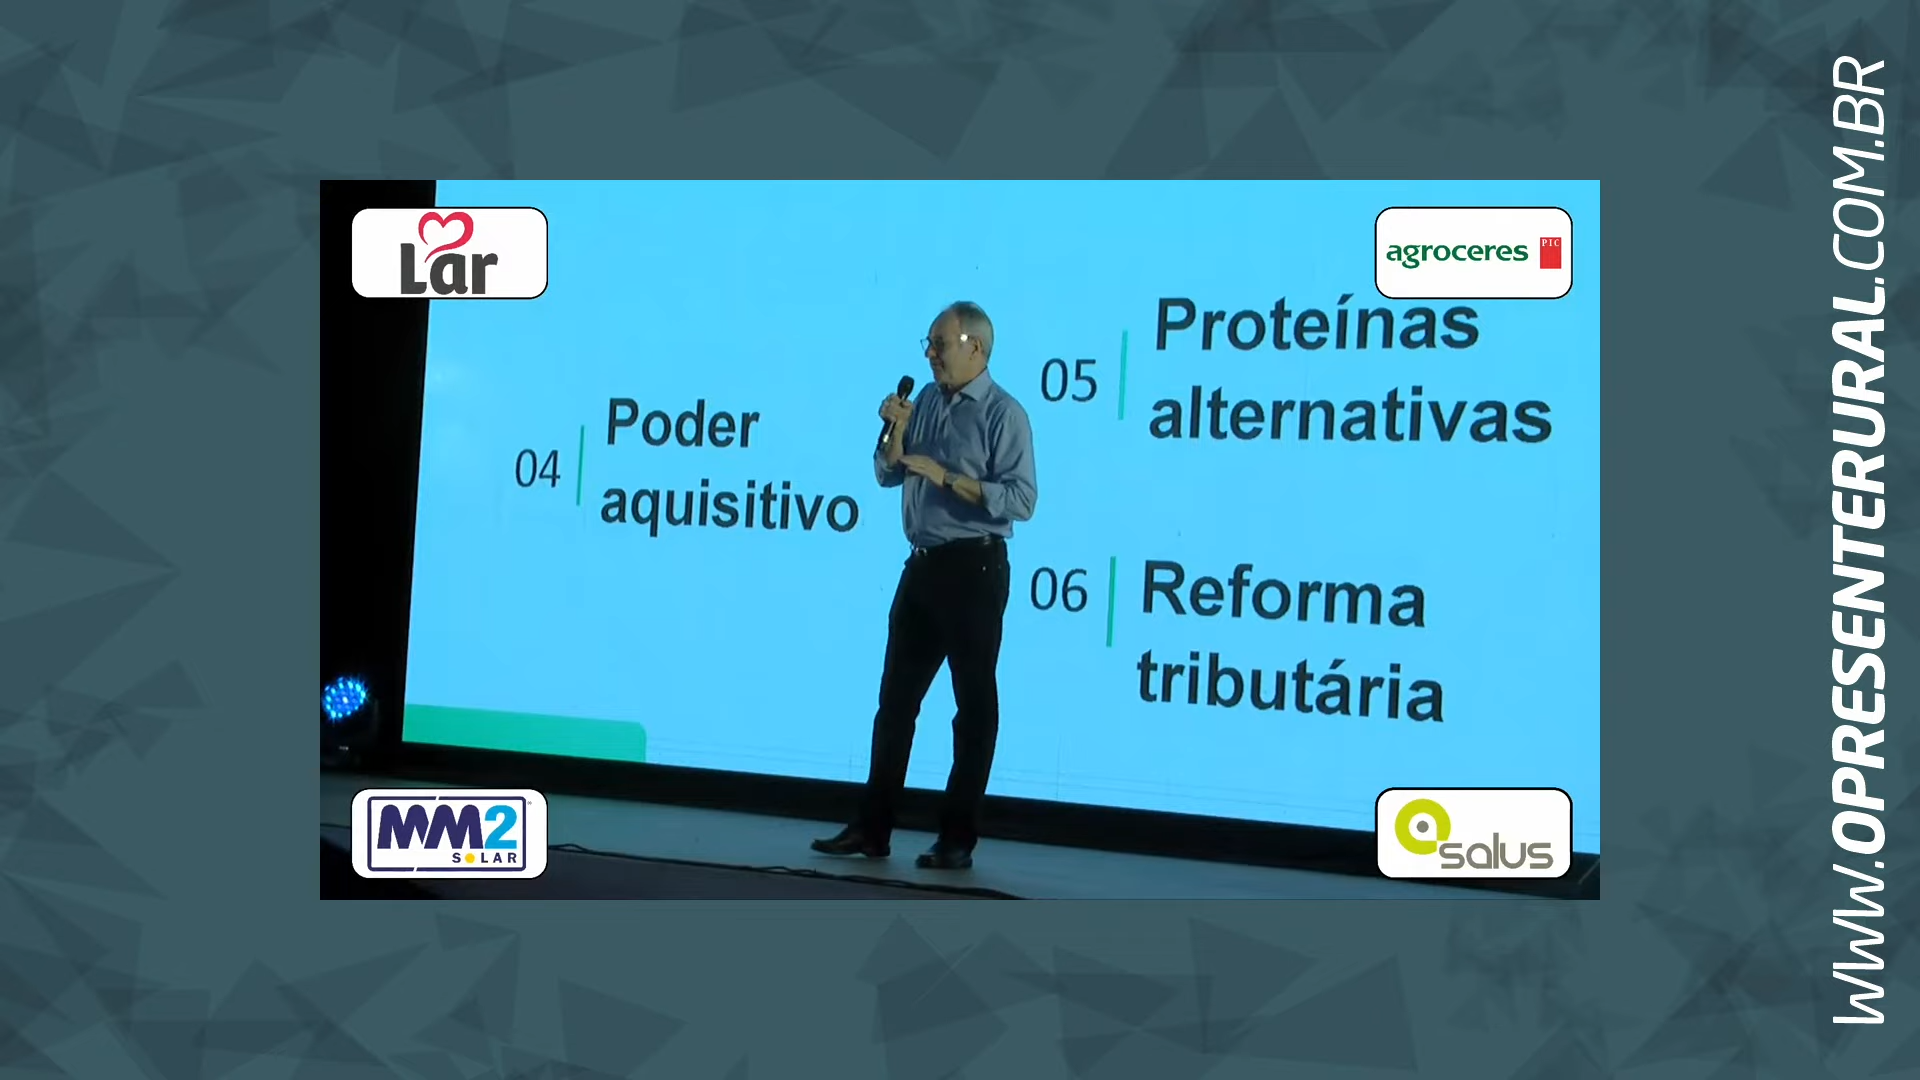 Lar
agroceres PIC
04
Poder
aquisitivo
05
Proteínas
alternativas
06
Reforma
tributária
MM2
SOLAR
salus
WWW.OPRESENTERURAL.COM.BR